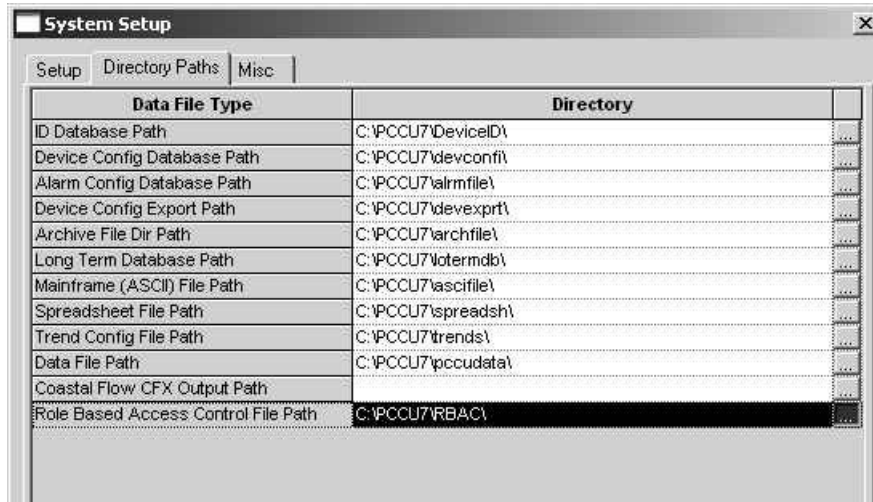 System Setup
Setup Directory Paths Misc
Data File Type Directory
ID Database Path C:\PCCU7\DeviceID\
Device Config Database Path C:\PCCU7\devconfi\
Alarm Config Database Path C:\PCCU7\alrmfile\
Device Config Export Path C:\PCCU7\devexprt\
Archive File Dir Path C:\PCCU7\archfile\
Long Term Database Path C:\PCCU7\lotermdb\
Mainframe (ASCII) File Path C:\PCCU7\ascifile\
Spreadsheet File Path C:\PCCU7\spreadsh\
Trend Config File Path C:\PCCU7\trends\
Data File Path C:\PCCU7\pccudata\
Coastal Flow CFX Output Path
Role Based Access Control File Path C:\PCCU7\RBAC\